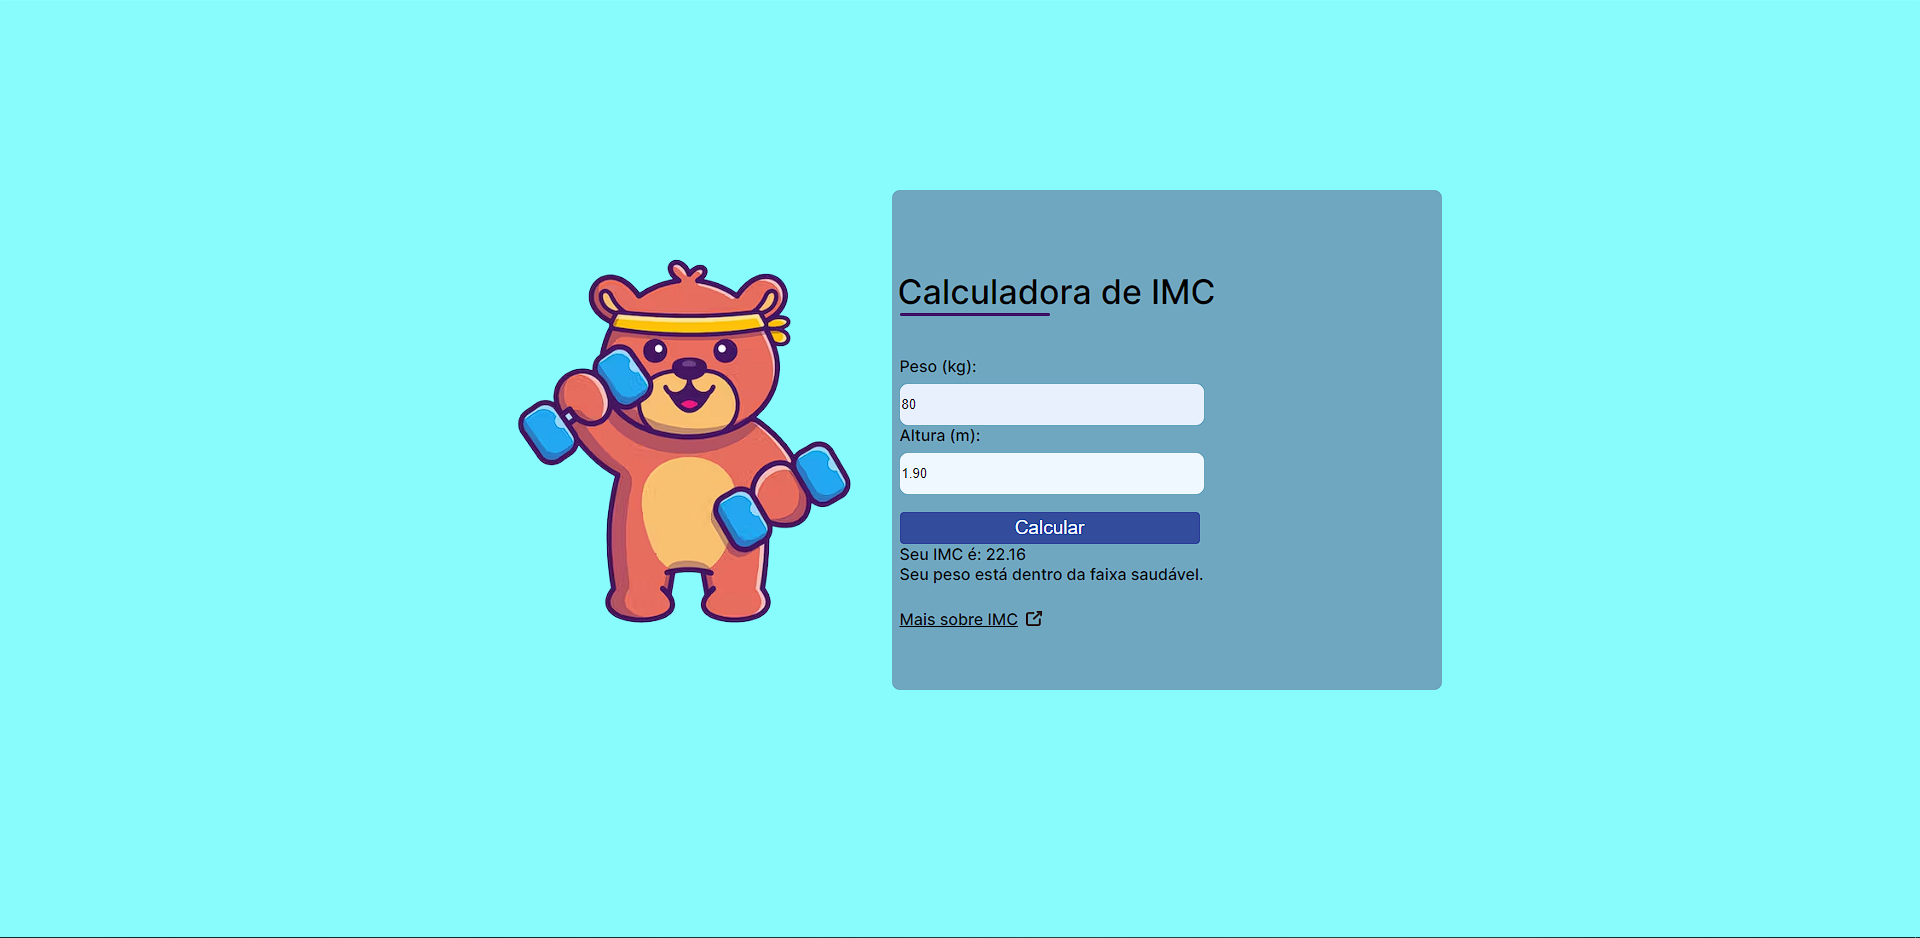 Calculadora de IMC
Peso (kg):
80
Altura (m):
1.90
Calcular
Seu IMC é: 22.16
Seu peso está dentro da faixa saudável.
Mais sobre IMC